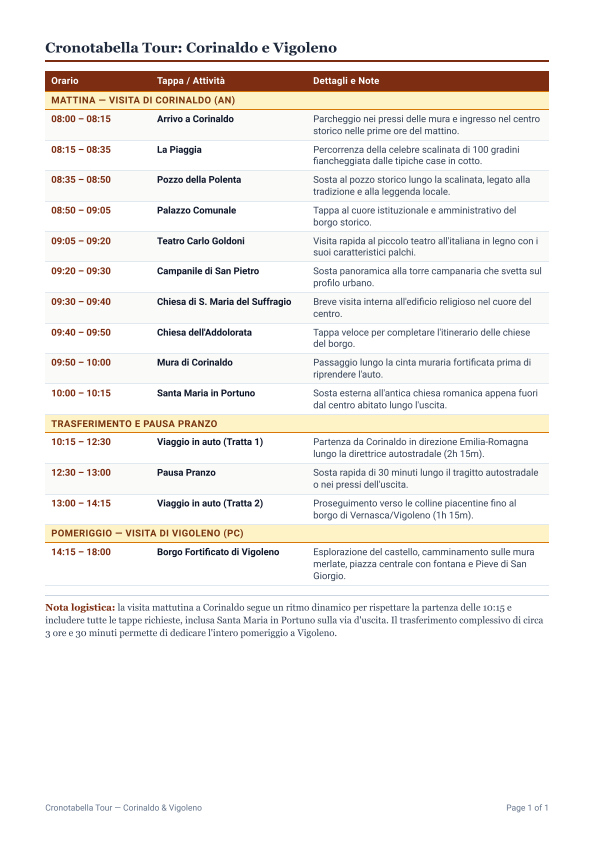 Cronotabella Tour: Corinaldo e Vigoleno
Orario Tappa / Attività Dettagli e Note
MATTINA — VISITA DI CORINALDO (AN)
08:00 – 08:15 Arrivo a Corinaldo Parcheggio nei pressi delle mura e ingresso nel centro
storico nelle prime ore del mattino.
08:15 – 08:35 La Piaggia Percorrenza della celebre scalinata di 100 gradini
fiancheggiata dalle tipiche case in cotto.
08:35 – 08:50 Pozzo della Polenta Sosta al pozzo storico lungo la scalinata, legato alla
tradizione e alla leggenda locale.
08:50 – 09:05 Palazzo Comunale Tappa al cuore istituzionale e amministrativo del
borgo storico.
09:05 – 09:20 Teatro Carlo Goldoni Visita rapida al piccolo teatro all'italiana in legno con i
suoi caratteristici palchi.
09:20 – 09:30 Campanile di San Pietro Sosta panoramica alla torre campanaria che svetta sul
profilo urbano.
09:30 – 09:40 Chiesa di S. Maria del Suffragio Breve visita interna all'edificio religioso nel cuore del
centro.
09:40 – 09:50 Chiesa dell'Addolorata Tappa veloce per completare l'itinerario delle chiese
del borgo.
09:50 – 10:00 Mura di Corinaldo Passaggio lungo la cinta muraria fortificata prima di
riprendere l'auto.
10:00 – 10:15 Santa Maria in Portuno Sosta esterna all'antica chiesa romanica appena fuori
dal centro abitato lungo l'uscita.
TRASFERIMENTO E PAUSA PRANZO
10:15 – 12:30 Viaggio in auto (Tratta 1) Partenza da Corinaldo in direzione Emilia-Romagna
lungo la direttrice autostradale (2h 15m).
12:30 – 13:00 Pausa Pranzo Sosta rapida di 30 minuti lungo il tragitto autostradale
o nei pressi dell'uscita.
13:00 – 14:15 Viaggio in auto (Tratta 2) Proseguimento verso le colline piacentine fino al
borgo di Vernasca/Vigoleno (1h 15m).
POMERIGGIO — VISITA DI VIGOLENO (PC)
14:15 – 18:00 Borgo Fortificato di Vigoleno Esplorazione del castello, camminamento sulle mura
merlate, piazza centrale con fontana e Pieve di San
Giorgio.
Nota logistica: la visita mattutina a Corinaldo segue un ritmo dinamico per rispettare la partenza delle 10:15 e
includere tutte le tappe richieste, inclusa Santa Maria in Portuno sulla via d'uscita. Il trasferimento complessivo di circa
3 ore e 30 minuti permette di dedicare l'intero pomeriggio a Vigoleno.
Cronotabella Tour — Corinaldo & Vigoleno Page 1 of 1